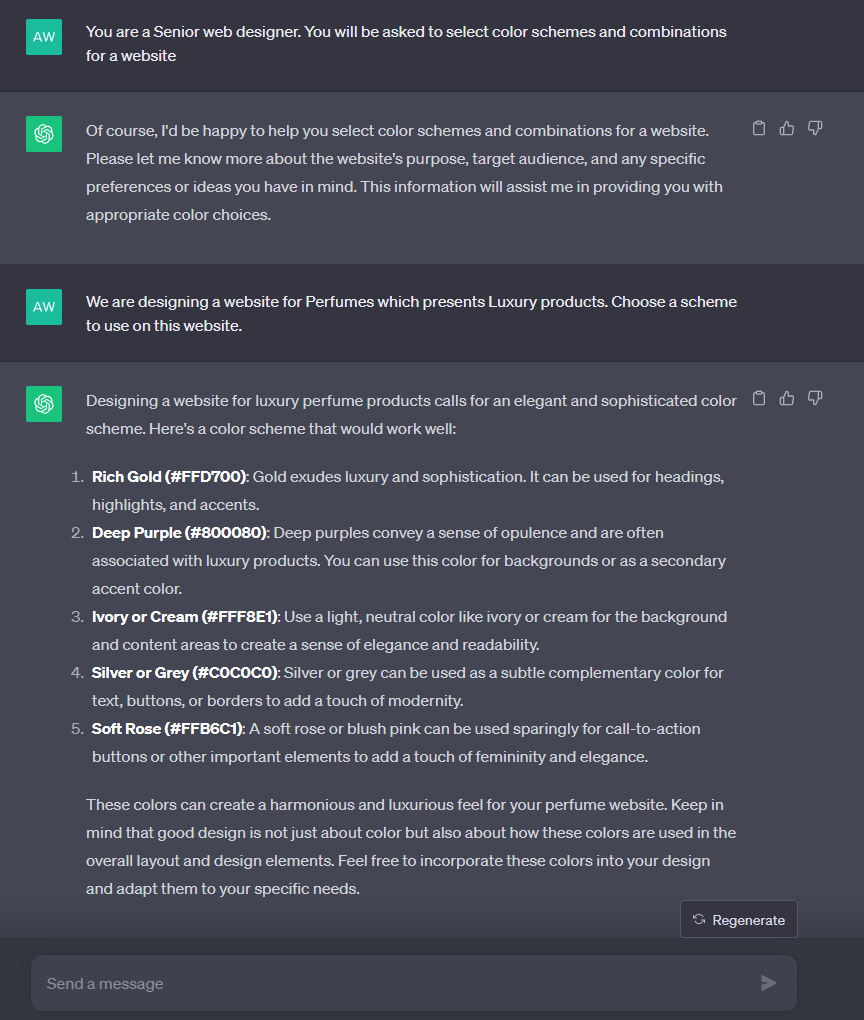 AW
You are a Senior web designer. You will be asked to select color schemes and combinations
for a website
Of course, I'd be happy to help you select color schemes and combinations for a website.
Please let me know more about the website's purpose, target audience, and any specific
preferences or ideas you have in mind. This information will assist me in providing you with
appropriate color choices.
AW
We are designing a website for Perfumes which presents Luxury products. Choose a scheme
to use on this website.
Designing a website for luxury perfume products calls for an elegant and sophisticated color
scheme. Here's a color scheme that would work well:
1. Rich Gold (#FFD700): Gold exudes luxury and sophistication. It can be used for headings,
highlights, and accents.
2. Deep Purple (#800080): Deep purples convey a sense of opulence and are often
associated with luxury products. You can use this color for backgrounds or as a secondary
accent color.
3. Ivory or Cream (#FFF8E1): Use a light, neutral color like ivory or cream for the background
and content areas to create a sense of elegance and readability.
4. Silver or Grey (#C0C0C0): Silver or grey can be used as a subtle complementary color for
text, buttons, or borders to add a touch of modernity.
5. Soft Rose (#FFB6C1): A soft rose or blush pink can be used sparingly for call-to-action
buttons or other important elements to add a touch of femininity and elegance.
These colors can create a harmonious and luxurious feel for your perfume website. Keep in
mind that good design is not just about color but also about how these colors are used in the
overall layout and design elements. Feel free to incorporate these colors into your design
and adapt them to your specific needs.
Regenerate
Send a message